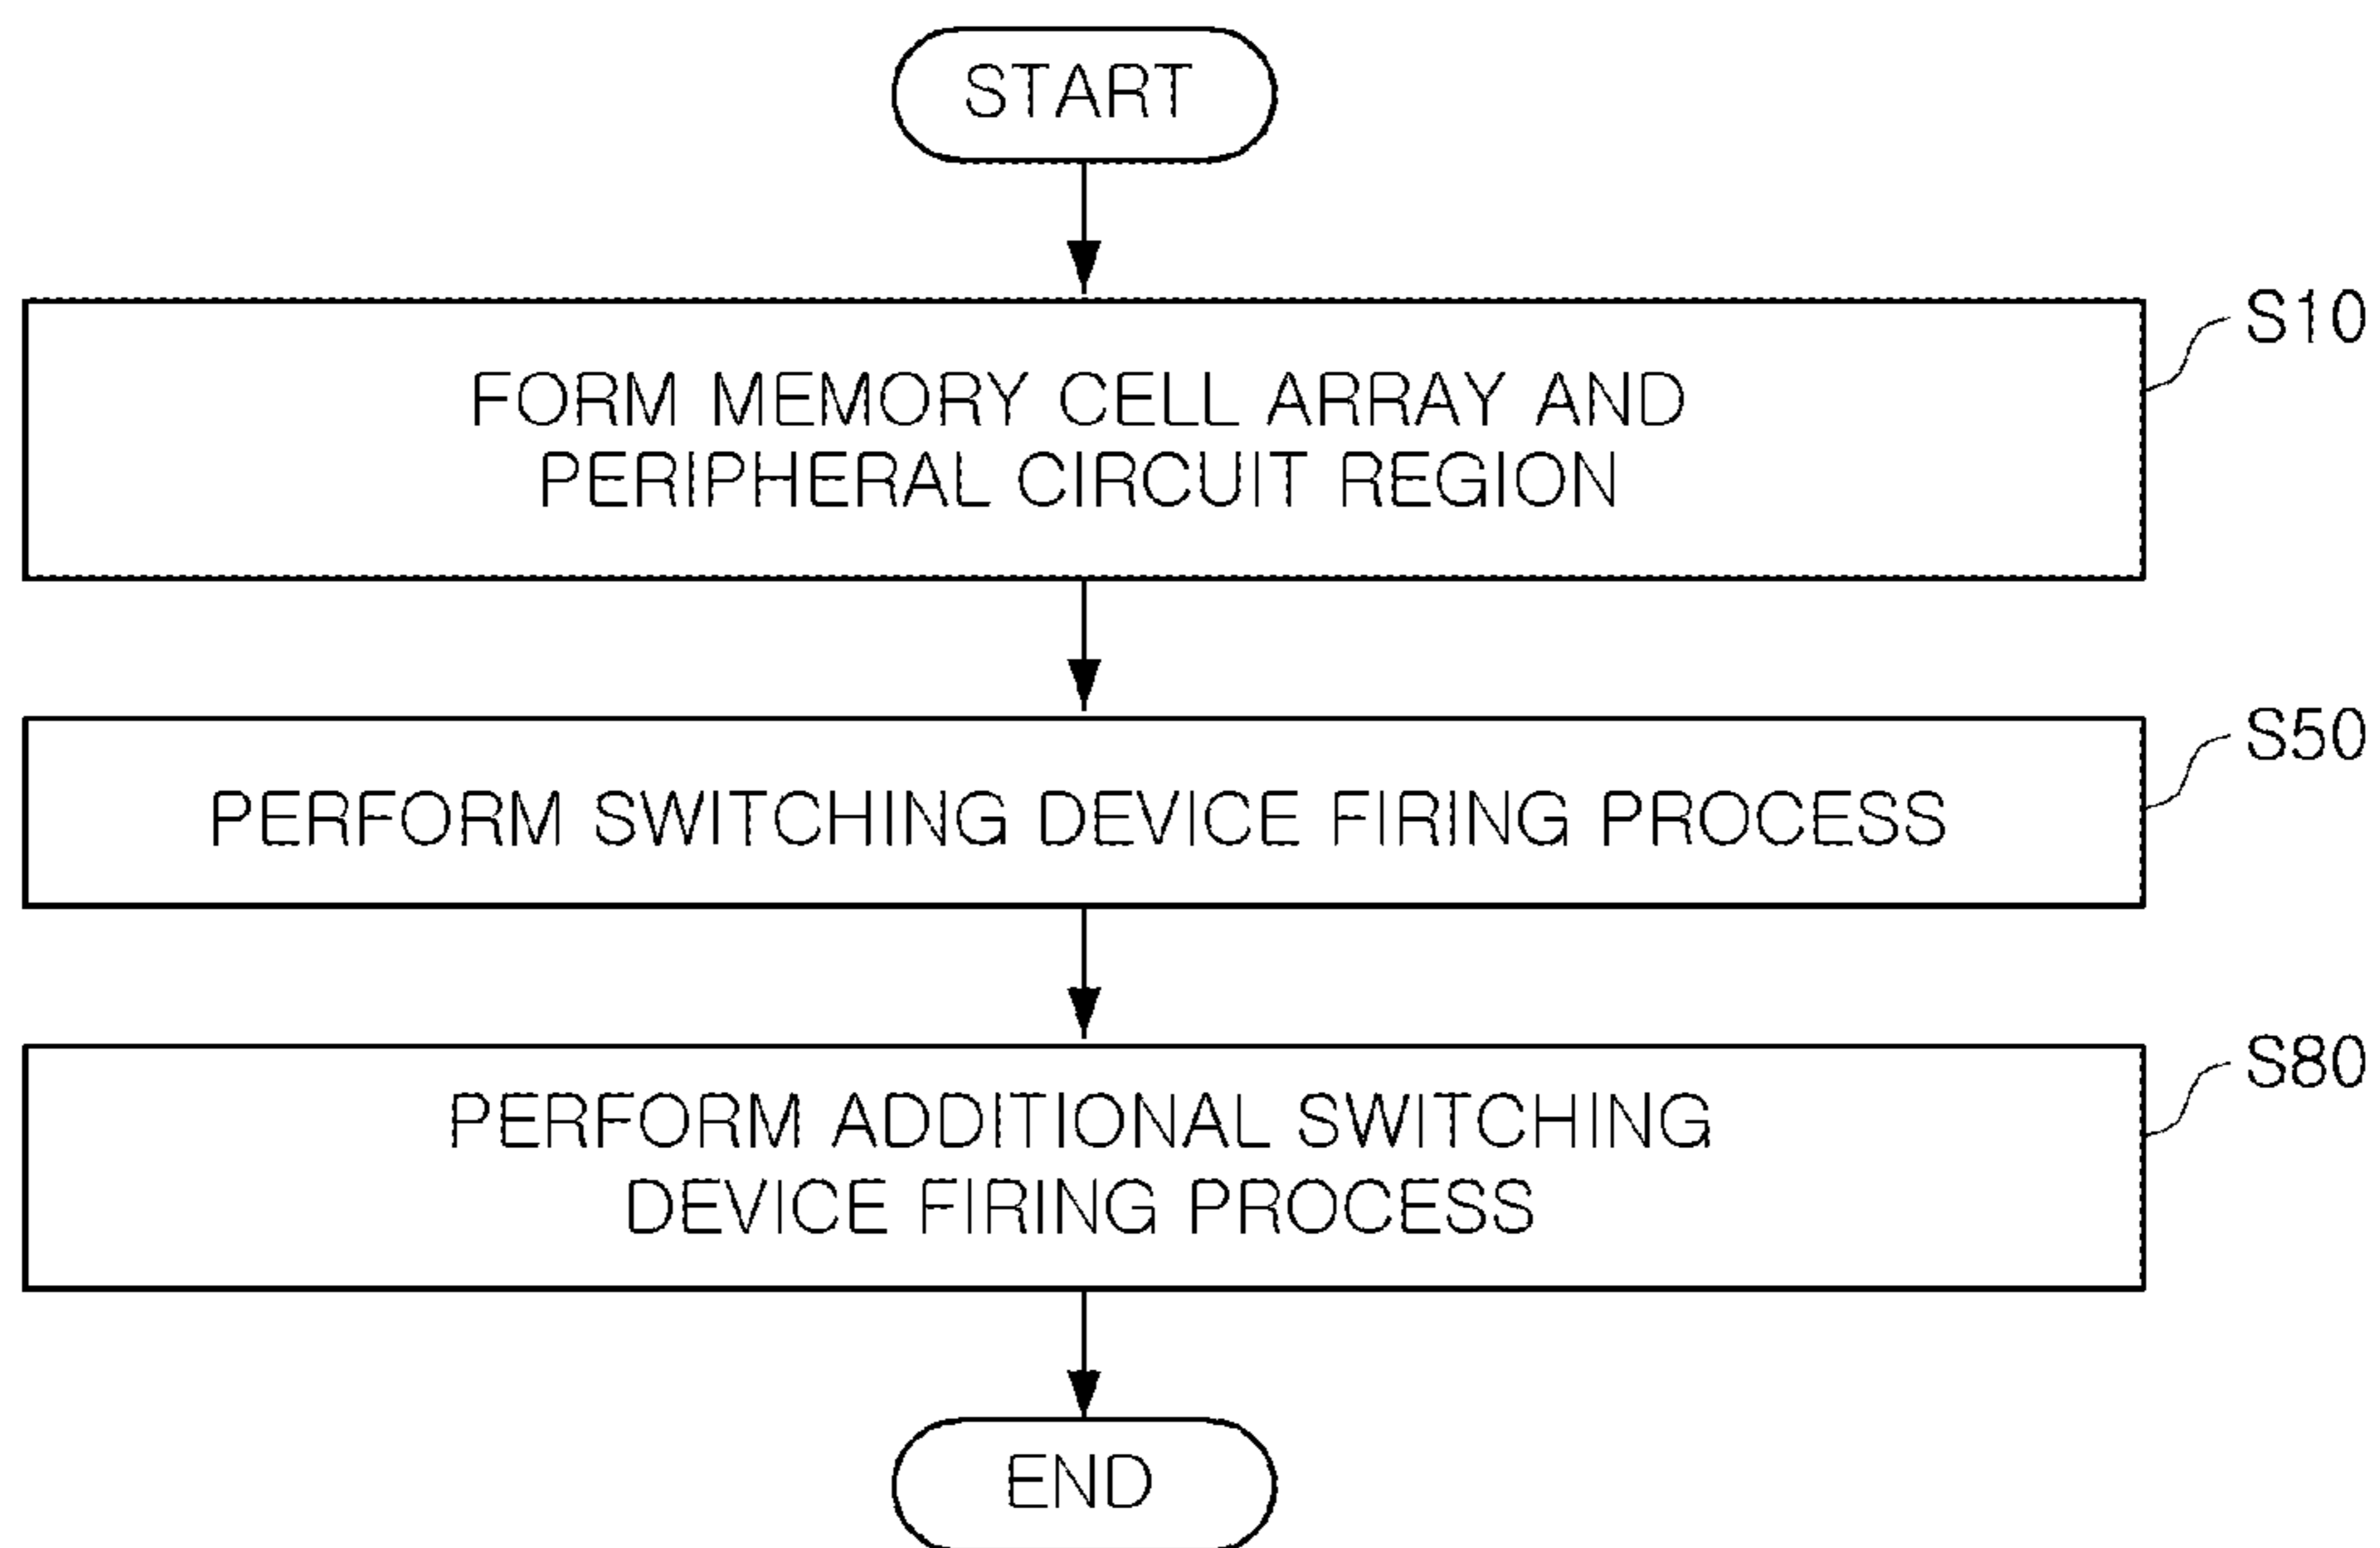 START
S10
FORM MEMORY CELL ARRAY AND
PERIPHERAL CIRCUIT REGION
S50
PERFORM SWITCHING DEVICE FIRING PROCESS
S80
PERFORM ADDITIONAL SWITCHING
DEVICE FIRING PROCESS
END